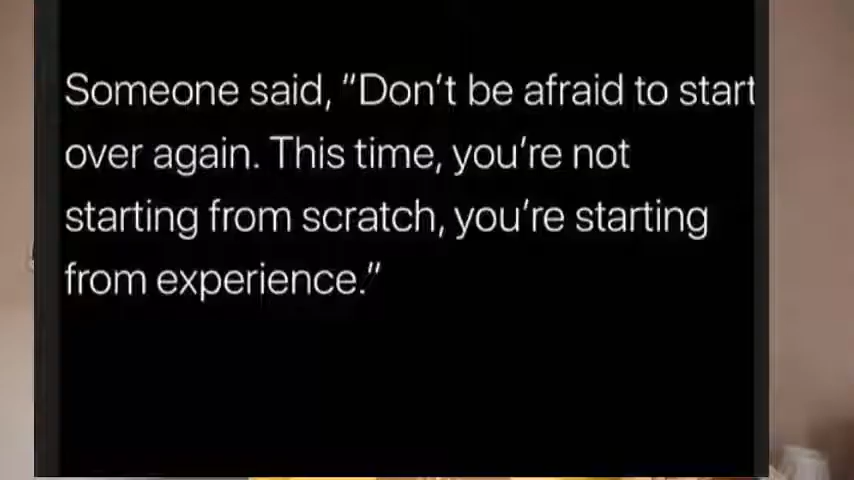 Someone said, "Don't be afraid to start
over again. This time, you're not
starting from scratch, you're starting
from experience."